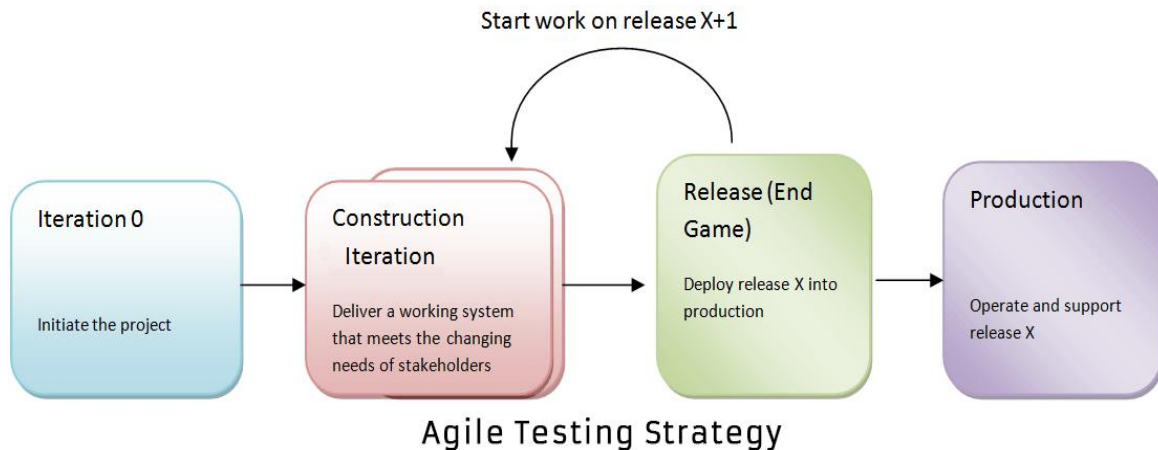 Start work on release X+1
Iteration 0
Initiate the project
Construction
Iteration
Deliver a working system
that meets the changing
needs of stakeholders
Release (End
Game)
Deploy release X into
production
Production
Operate and support
release X
Agile Testing Strategy